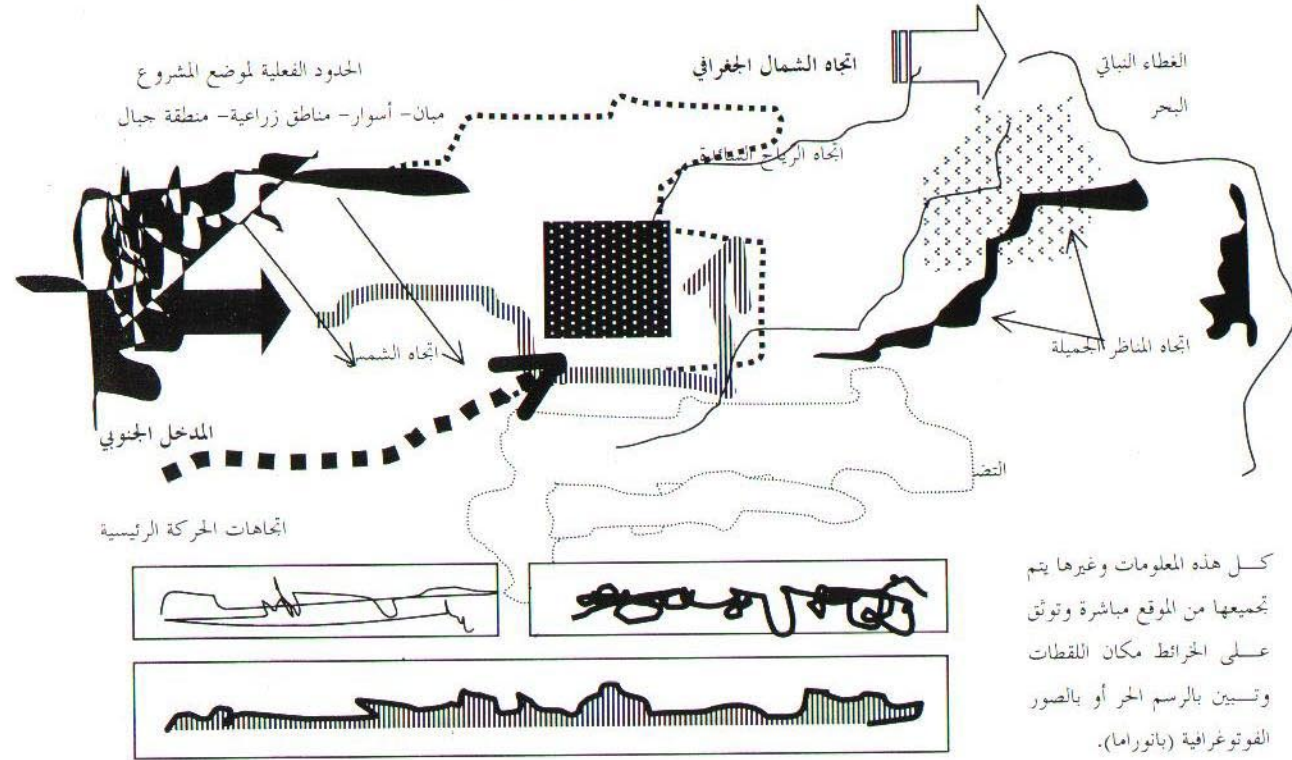 الغطاء النباتي
البحر
اتجاه الشمال الجغرافي
الحدود الفعلية لموضع المشروع
مبان- أسوار- مناطق زراعية- منطقة جبال
اتجاه الرياح السائدة
اتجاه المناظر الجميلة
اتجاه الشمس
المدخل الجنوبي
التض
اتجاهات الحركة الرئيسية
كل هذه المعلومات وغيرها يتم
تجميعها من الموقع مباشرة وتوثق
على الخرائط مكان اللقطات
وتبين بالرسم الحر أو بالصور
الفوتوغرافية (بانوراما).